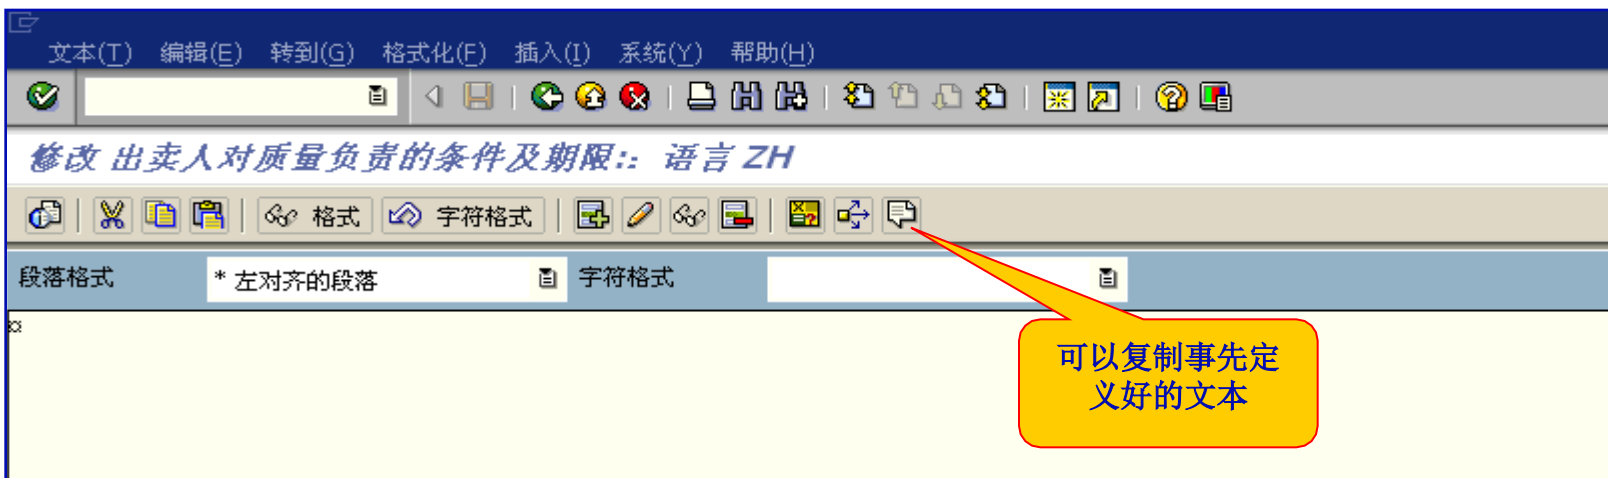 文本(T) 编辑(E) 转到(G) 格式化(F) 插入(I) 系统(Y) 帮助(H)
修改 出卖人对质量负责的条件及期限:: 语言 ZH
格式 字符格式
段落格式 * 左对齐的段落 字符格式
可以复制事先定
义好的文本